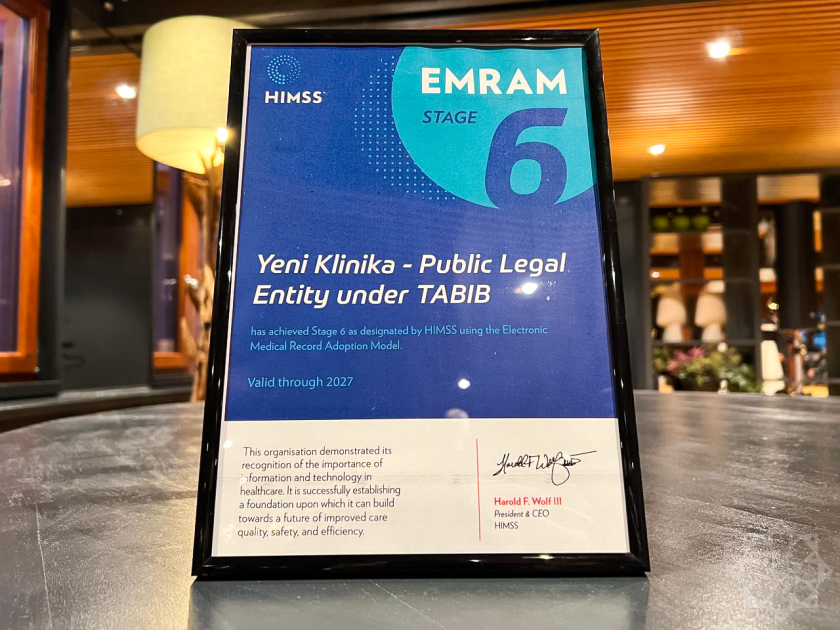 HIMSS
EMRAM
STAGE
6
Yeni Klinika - Public Legal
Entity under TABIB
has achieved Stage 6 as designated by HIMSS using the Electronic
Medical Record Adoption Model.
Valid through 2027
This organisation demonstrated its
recognition of the importance of
information and technology in
healthcare. It is successfully establishing
a foundation upon which it can build
towards a future of improved care
quality, safety, and efficiency.
Harold F. Wolf III
President & CEO
HIMSS